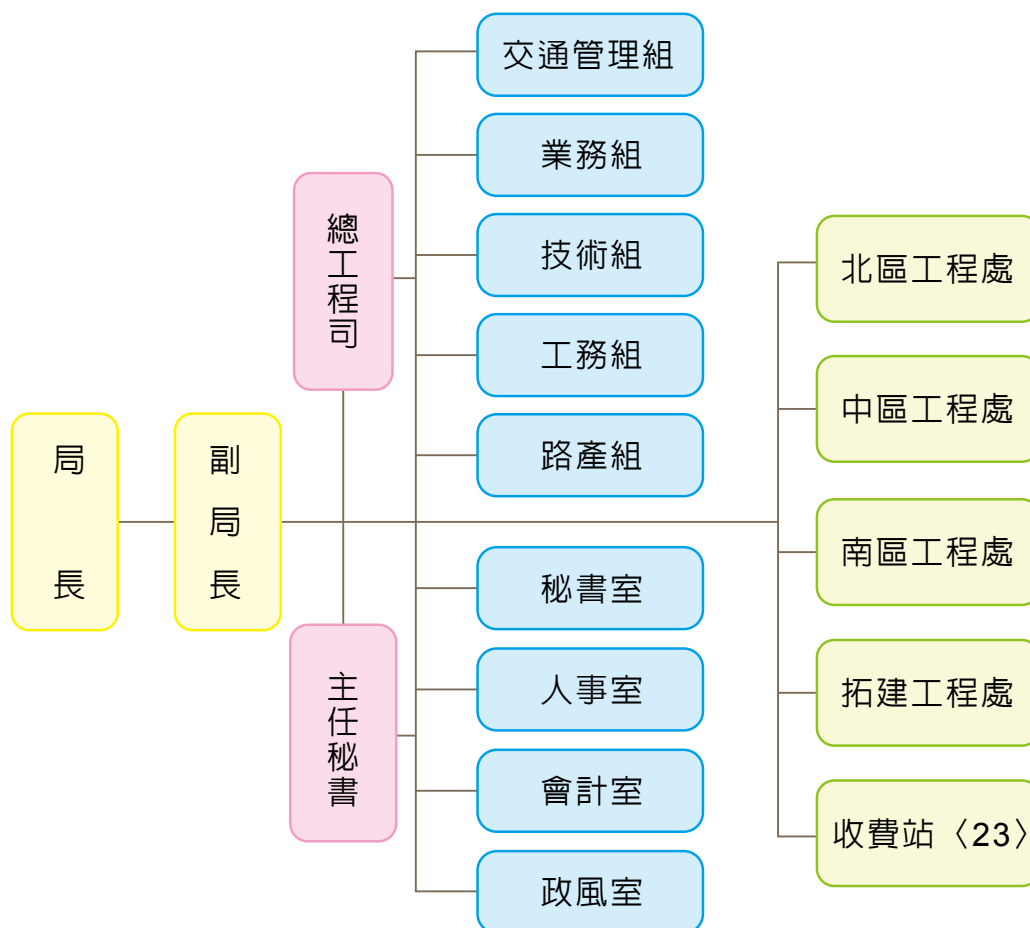 局長
副局長
總工程司
主任秘書
交通管理組
業務組
技術組
工務組
路產組
秘書室
人事室
會計室
政風室
北區工程處
中區工程處
南區工程處
拓建工程處
收費站〈23〉